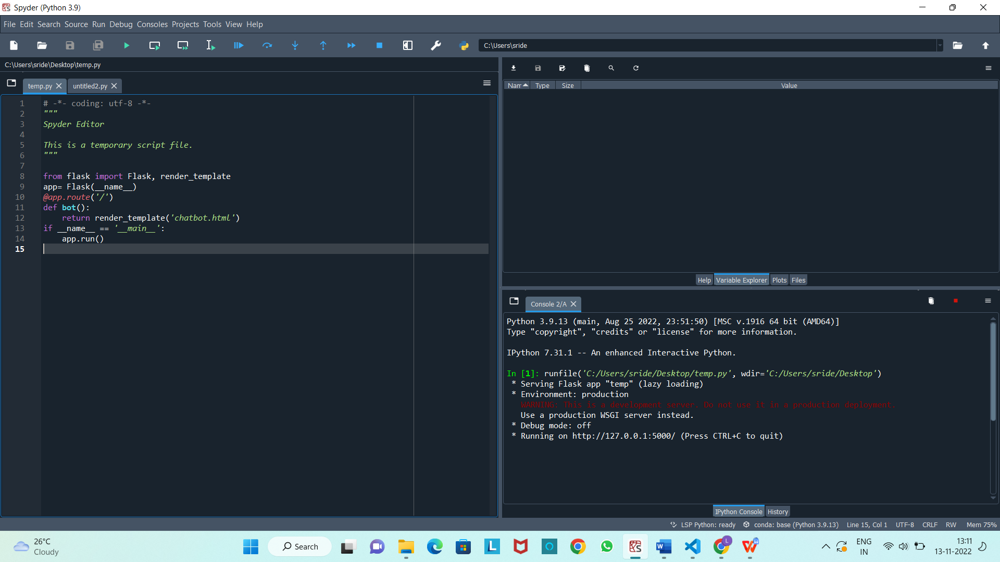 Spyder (Python 3.9)
File Edit Search Source Run Debug Consoles Projects Tools View Help
C:\Users\sride
C:\Users\sride\Desktop\temp.py
temp.py
untitled2.py
1 # -*- coding: utf-8 -*-
2 """
3 Spyder Editor
4
5 This is a temporary script file.
6 """
7
8 from flask import Flask, render_template
9 app= Flask(__name__)
10 @app.route('/')
11 def bot():
12     return render_template('chatbot.html')
13 if __name__ == '__main__':
14     app.run()
15
Nam Type Size Value
Help Variable Explorer Plots Files
Console 2/A
Python 3.9.13 (main, Aug 25 2022, 23:51:50) [MSC v.1916 64 bit (AMD64)]
Type "copyright", "credits" or "license" for more information.
IPython 7.31.1 -- An enhanced Interactive Python.
In [1]: runfile('C:/Users/sride/Desktop/temp.py', wdir='C:/Users/sride/Desktop')
 * Serving Flask app "temp" (lazy loading)
 * Environment: production
   WARNING: This is a development server. Do not use it in a production deployment.
   Use a production WSGI server instead.
 * Debug mode: off
 * Running on http://127.0.0.1:5000/ (Press CTRL+C to quit)
IPython Console History
LSP Python: ready conda: base (Python 3.9.13) Line 15, Col 1 UTF-8 CRLF RW Mem 75%
26°C
Cloudy
Search
L
ENG
IN
13:11
13-11-2022